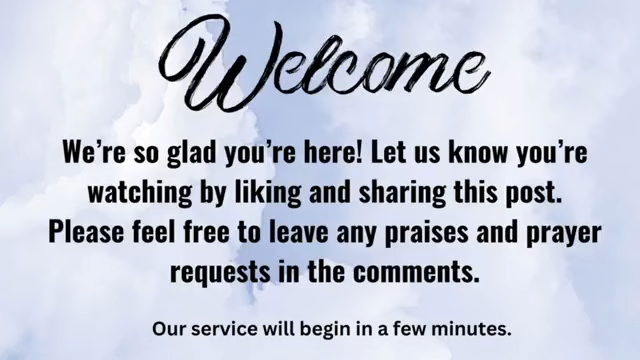 Welcome
We’re so glad you’re here! Let us know you’re
watching by liking and sharing this post.
Please feel free to leave any praises and prayer
requests in the comments.
Our service will begin in a few minutes.